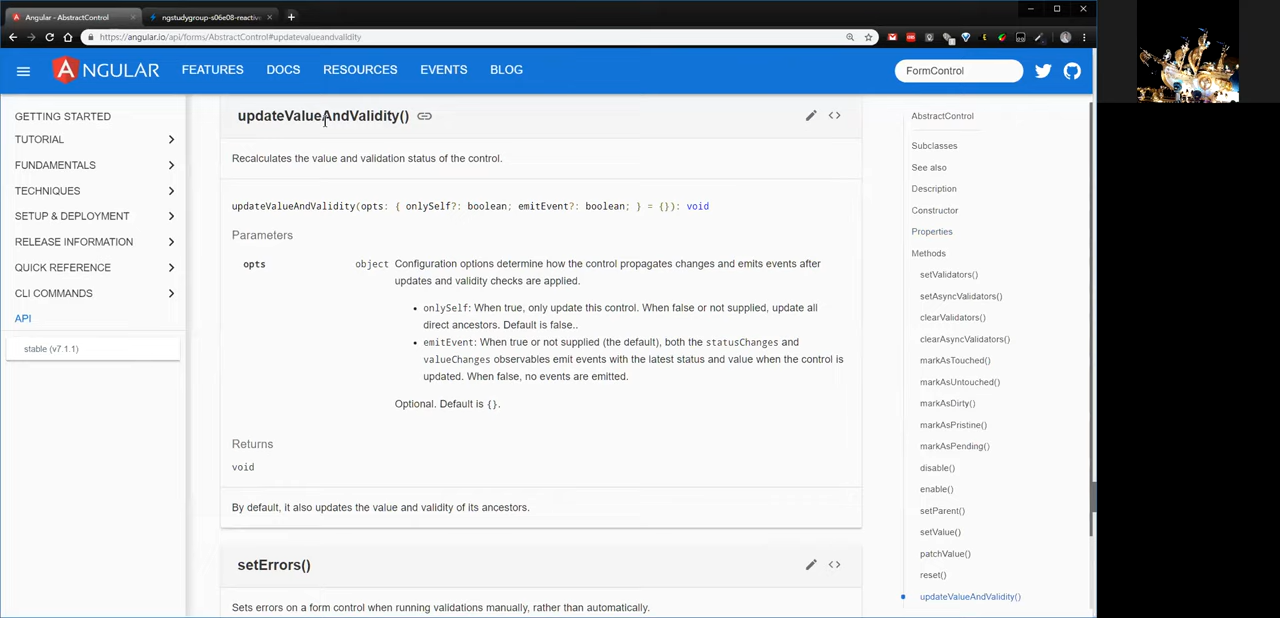 Angular - AbstractControl
ngstudygroup-s06e08-reactive
https://angular.io/api/forms/AbstractControl#updatevalueandvalidity
ANGULAR
FEATURES
DOCS
RESOURCES
EVENTS
BLOG
FormControl
GETTING STARTED
TUTORIAL
FUNDAMENTALS
TECHNIQUES
SETUP & DEPLOYMENT
RELEASE INFORMATION
QUICK REFERENCE
CLI COMMANDS
API
stable (v7.1.1)
updateValueAndValidity()
Recalculates the value and validation status of the control.
updateValueAndValidity(opts: { onlySelf?: boolean; emitEvent?: boolean; } = {}): void
Parameters
opts object Configuration options determine how the control propagates changes and emits events after
updates and validity checks are applied.
• onlySelf: When true, only update this control. When false or not supplied, update all
direct ancestors. Default is false..
• emitEvent: When true or not supplied (the default), both the statusChanges and
valueChanges observables emit events with the latest status and value when the control is
updated. When false, no events are emitted.
Optional. Default is {}.
Returns
void
By default, it also updates the value and validity of its ancestors.
setErrors()
Sets errors on a form control when running validations manually, rather than automatically.
AbstractControl
Subclasses
See also
Description
Constructor
Properties
Methods
setValidators()
setAsyncValidators()
clearValidators()
clearAsyncValidators()
markAsTouched()
markAsUntouched()
markAsDirty()
markAsPristine()
markAsPending()
disable()
enable()
setParent()
setValue()
patchValue()
reset()
updateValueAndValidity()